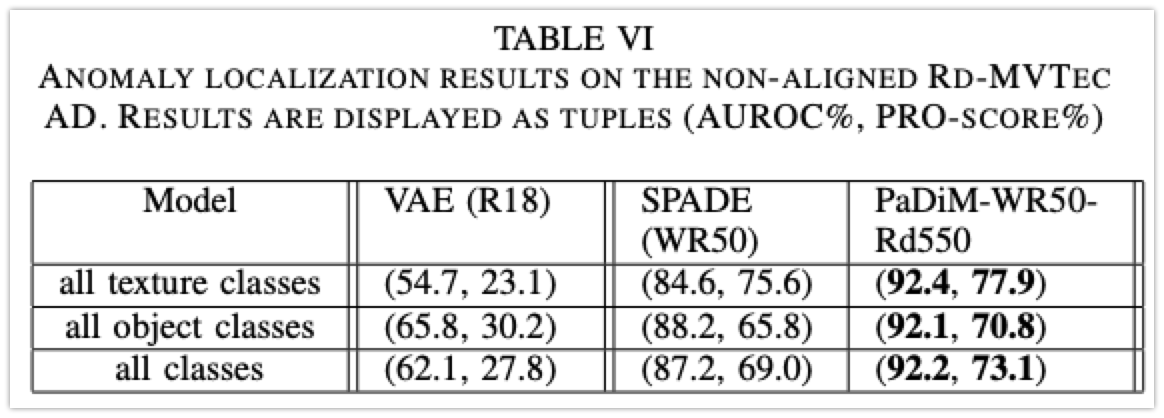 TABLE VI
ANOMALY LOCALIZATION RESULTS ON THE NON-ALIGNED RD-MVTEC
AD. RESULTS ARE DISPLAYED AS TUPLES (AUROC%, PRO-SCORE%)
Model VAE (R18) SPADE (WR50) PaDiM-WR50-Rd550
all texture classes (54.7, 23.1) (84.6, 75.6) (92.4, 77.9)
all object classes (65.8, 30.2) (88.2, 65.8) (92.1, 70.8)
all classes (62.1, 27.8) (87.2, 69.0) (92.2, 73.1)